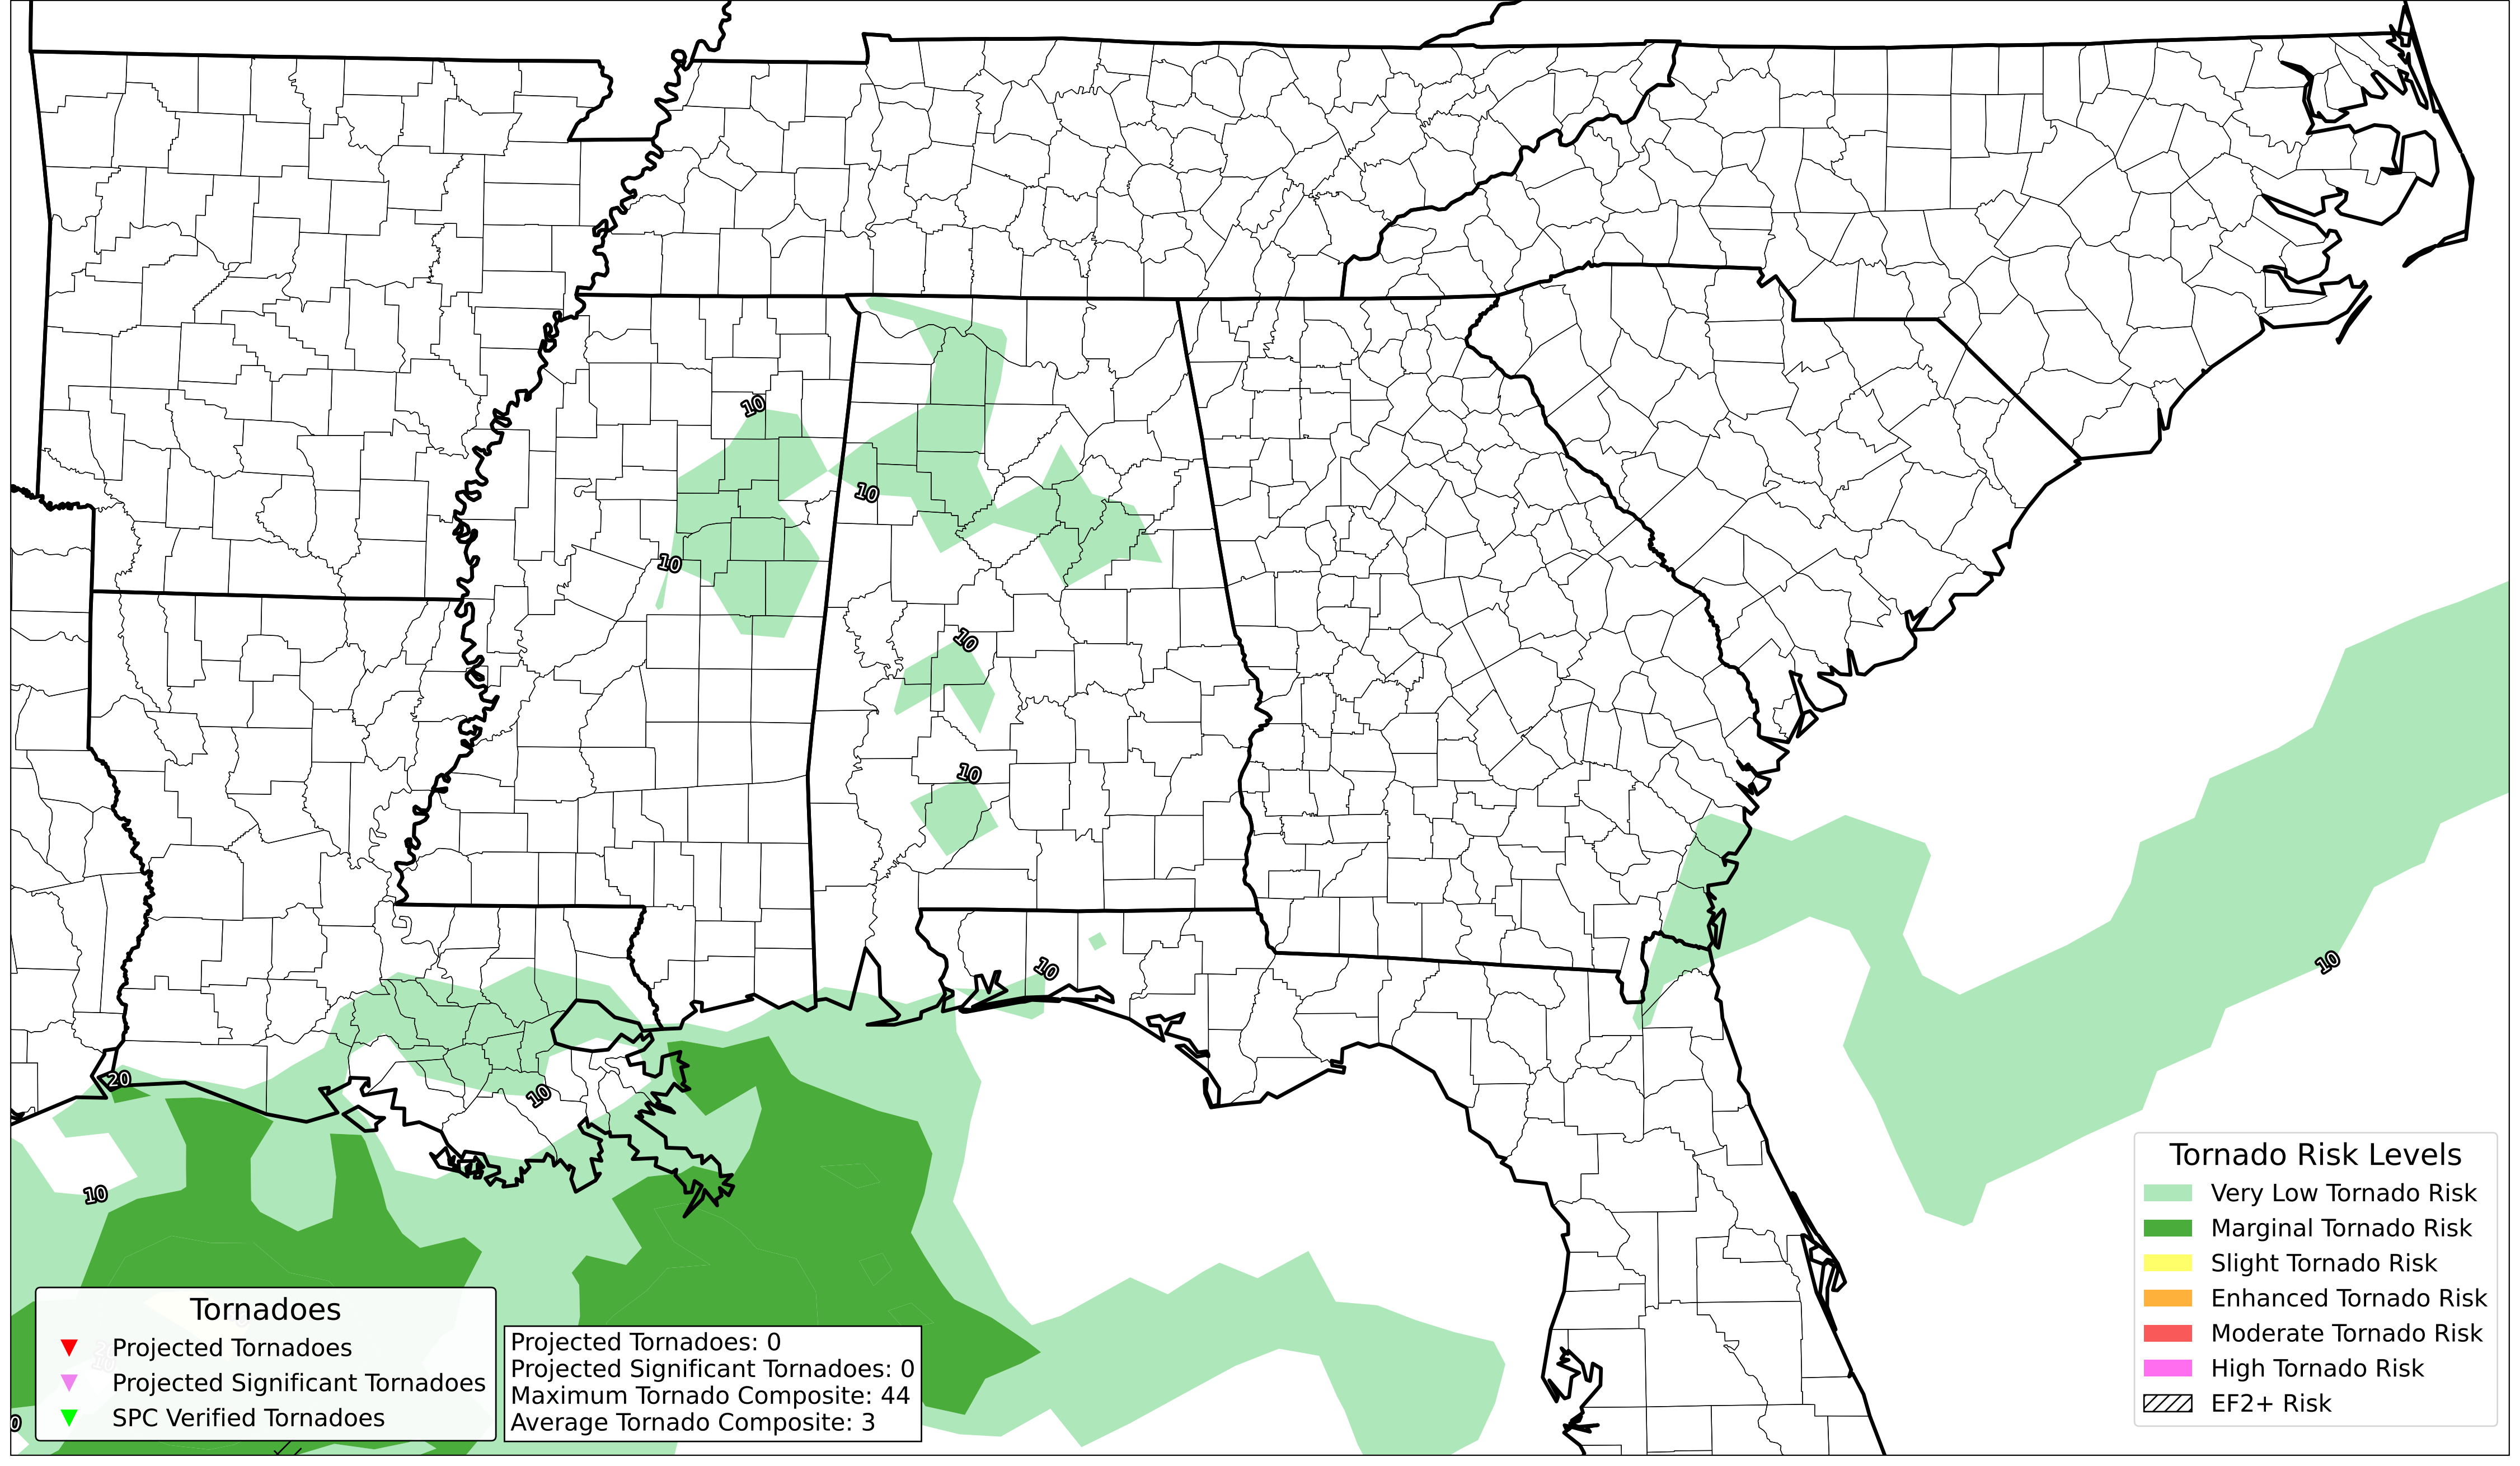 10
10
10
10
10
10
10
20
10
10
Tornado Risk Levels
Very Low Tornado Risk
Marginal Tornado Risk
Slight Tornado Risk
Enhanced Tornado Risk
Moderate Tornado Risk
High Tornado Risk
EF2+ Risk
Tornadoes
Projected Tornadoes
Projected Significant Tornadoes
SPC Verified Tornadoes
Projected Tornadoes: 0
Projected Significant Tornadoes: 0
Maximum Tornado Composite: 44
Average Tornado Composite: 3